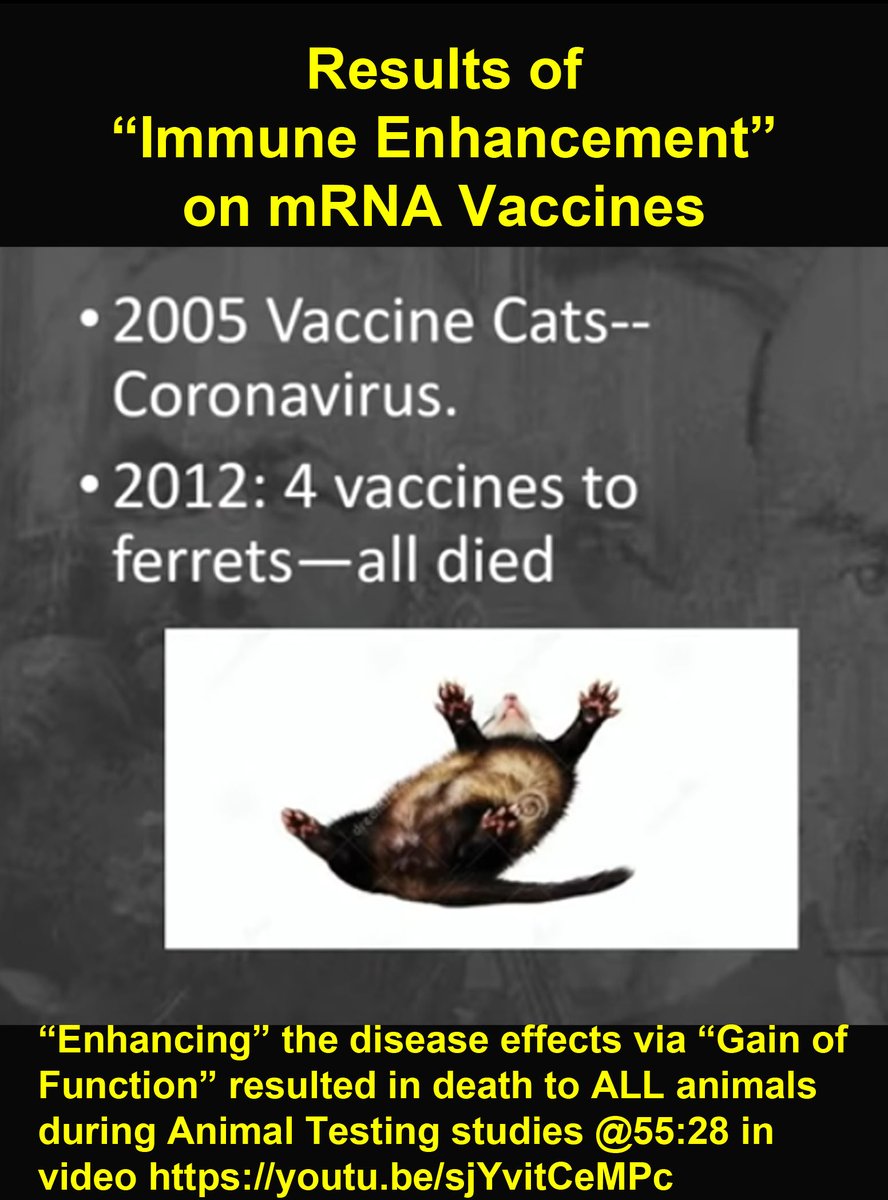 Results of
“Immune Enhancement”
on mRNA Vaccines
• 2005 Vaccine Cats--
Coronavirus.
• 2012: 4 vaccines to
ferrets—all died
“Enhancing” the disease effects via “Gain of
Function” resulted in death to ALL animals
during Animal Testing studies @55:28 in
video https://youtu.be/sjYvitCeMPc